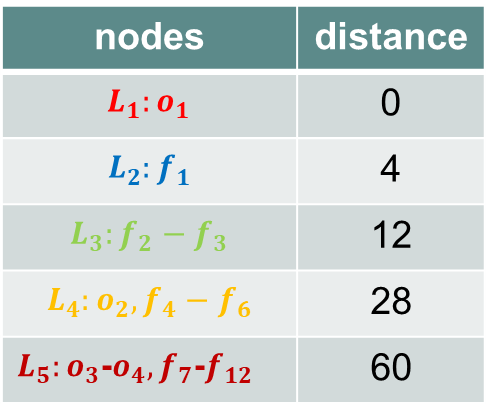 nodes distance
L₁: o₁ 0
L₂: f₁ 4
L₃: f₂ − f₃ 12
L₄: o₂, f₄ − f₆ 28
L₅: o₃-o₄, f₇-f₁₂ 60